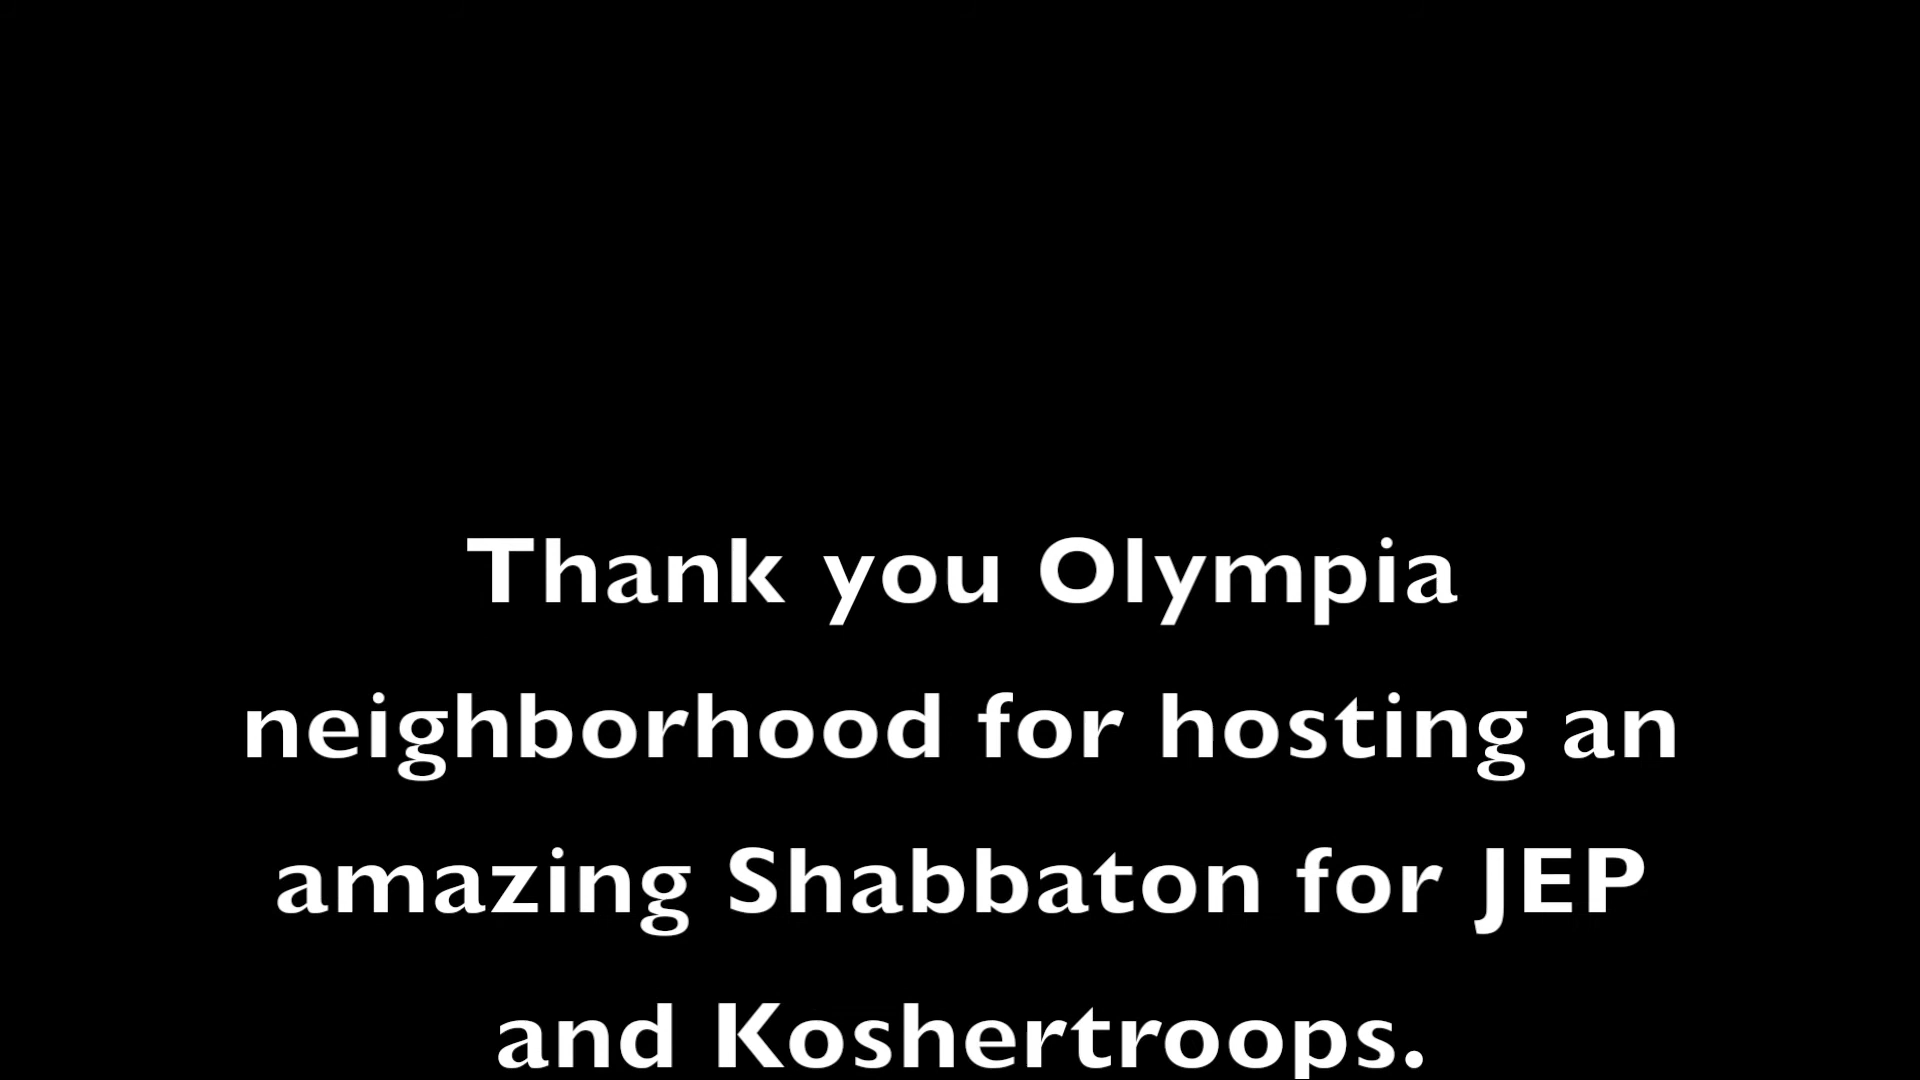 Thank you Olympia
neighborhood for hosting an
amazing Shabbaton for JEP
and Koshertroops.